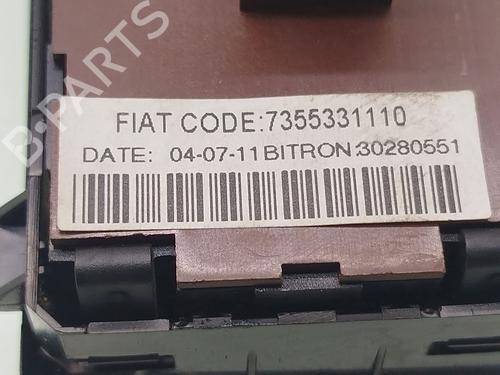 B-PARTS
FIAT CODE:7355331110
DATE: 04-07-11 BITRON:30280551